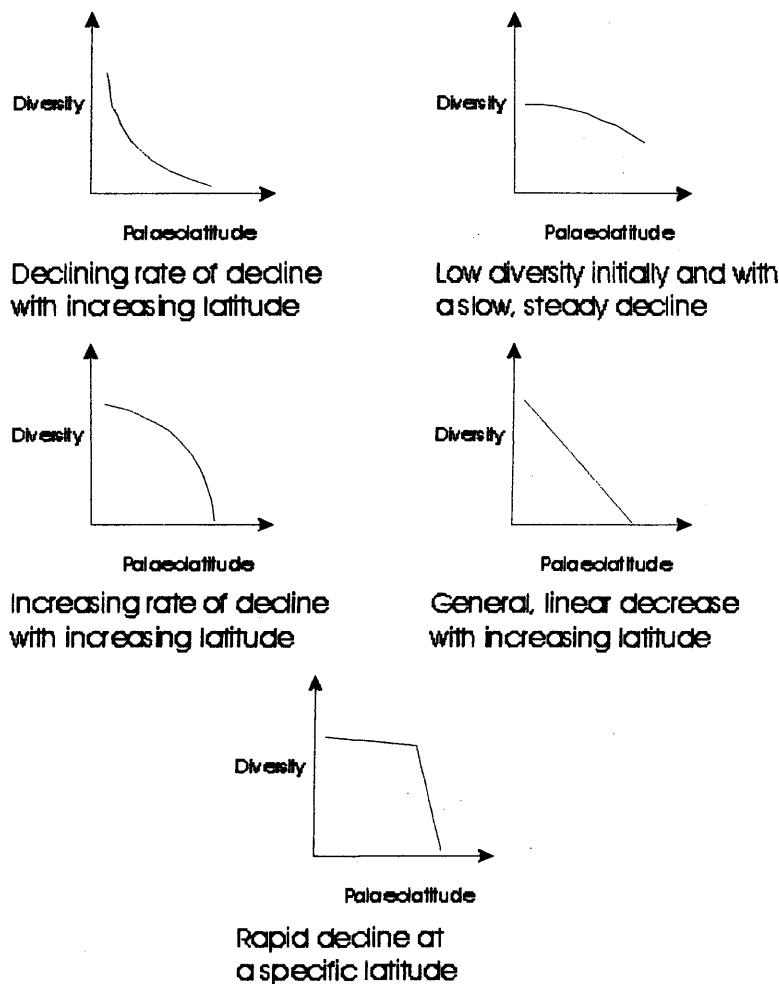 Diversity
Palaeolatitude
Declining rate of decline
with increasing latitude
Diversity
Palaeolatitude
Low diversity initially and with
a slow, steady decline
Diversity
Palaeolatitude
Increasing rate of decline
with increasing latitude
Diversity
Palaeolatitude
General, linear decrease
with increasing latitude
Diversity
Palaeolatitude
Rapid decline at
a specific latitude